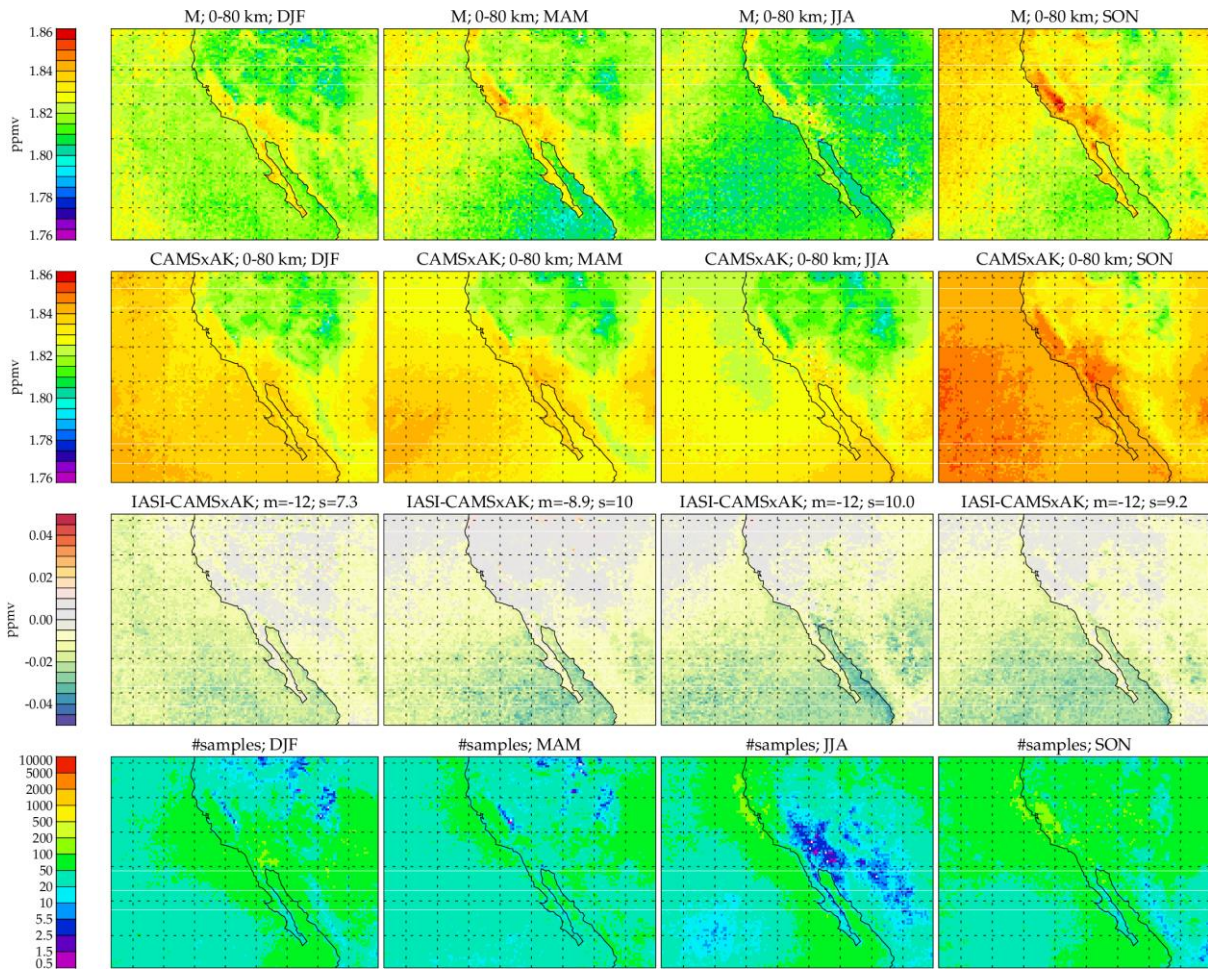 M; 0-80 km; DJF
M; 0-80 km; MAM
M; 0-80 km; JJA
M; 0-80 km; SON
1.86
1.84
1.82
1.80
1.78
1.76
ppmv
CAMSxAK; 0-80 km; DJF
CAMSxAK; 0-80 km; MAM
CAMSxAK; 0-80 km; JJA
CAMSxAK; 0-80 km; SON
1.86
1.84
1.82
1.80
1.78
1.76
ppmv
IASI-CAMSxAK; m=-12; s=7.3
IASI-CAMSxAK; m=-8.9; s=10
IASI-CAMSxAK; m=-12; s=10.0
IASI-CAMSxAK; m=-12; s=9.2
0.04
0.02
0.00
-0.02
-0.04
ppmv
#samples; DJF
#samples; MAM
#samples; JJA
#samples; SON
10000
5000
2000
1000
500
200
100
50
20
10
5.5
2.5
1.5
0.5